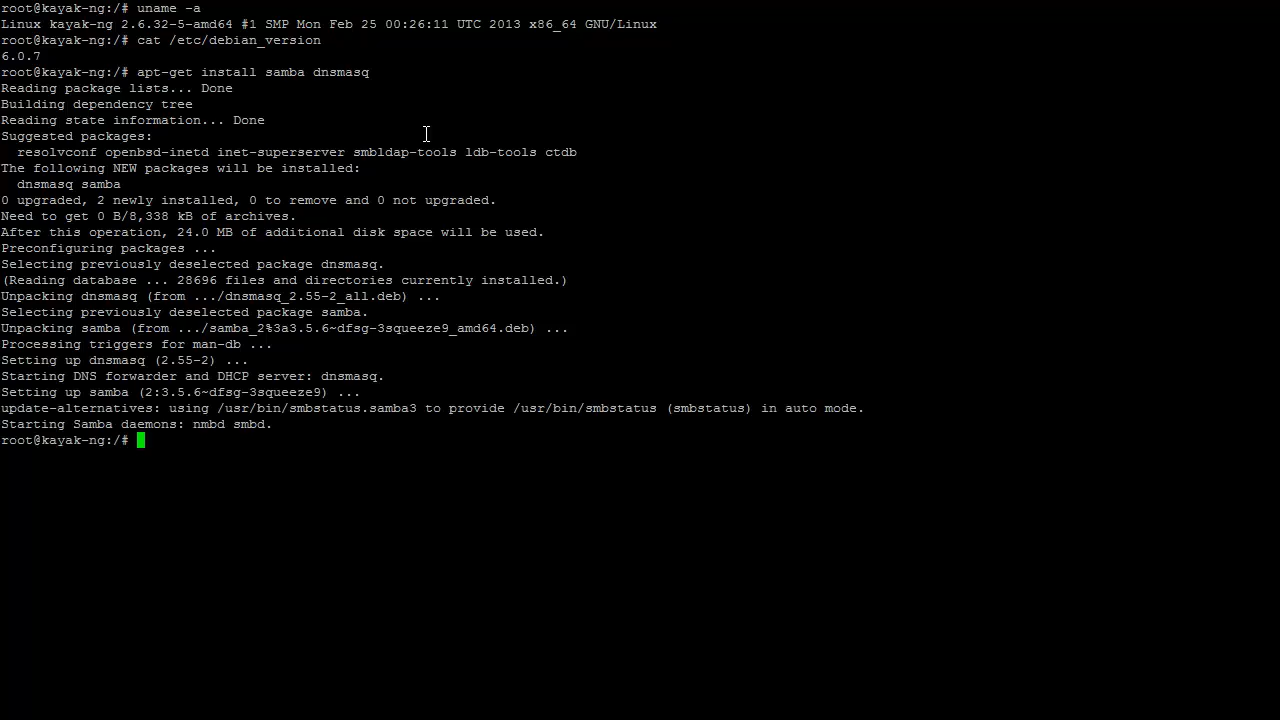 root@kayak-ng:/# uname -a
Linux kayak-ng 2.6.32-5-amd64 #1 SMP Mon Feb 25 00:26:11 UTC 2013 x86_64 GNU/Linux
root@kayak-ng:/# cat /etc/debian_version
6.0.7
root@kayak-ng:/# apt-get install samba dnsmasq
Reading package lists... Done
Building dependency tree
Reading state information... Done
Suggested packages:
  resolvconf openbsd-inetd inet-superserver smbldap-tools ldb-tools ctdb
The following NEW packages will be installed:
  dnsmasq samba
0 upgraded, 2 newly installed, 0 to remove and 0 not upgraded.
Need to get 0 B/8,338 kB of archives.
After this operation, 24.0 MB of additional disk space will be used.
Preconfiguring packages ...
Selecting previously deselected package dnsmasq.
(Reading database ... 28696 files and directories currently installed.)
Unpacking dnsmasq (from .../dnsmasq_2.55-2_all.deb) ...
Selecting previously deselected package samba.
Unpacking samba (from .../samba_2%3a3.5.6~dfsg-3squeeze9_amd64.deb) ...
Processing triggers for man-db ...
Setting up dnsmasq (2.55-2) ...
Starting DNS forwarder and DHCP server: dnsmasq.
Setting up samba (2:3.5.6~dfsg-3squeeze9) ...
update-alternatives: using /usr/bin/smbstatus.samba3 to provide /usr/bin/smbstatus (smbstatus) in auto mode.
Starting Samba daemons: nmbd smbd.
root@kayak-ng:/#